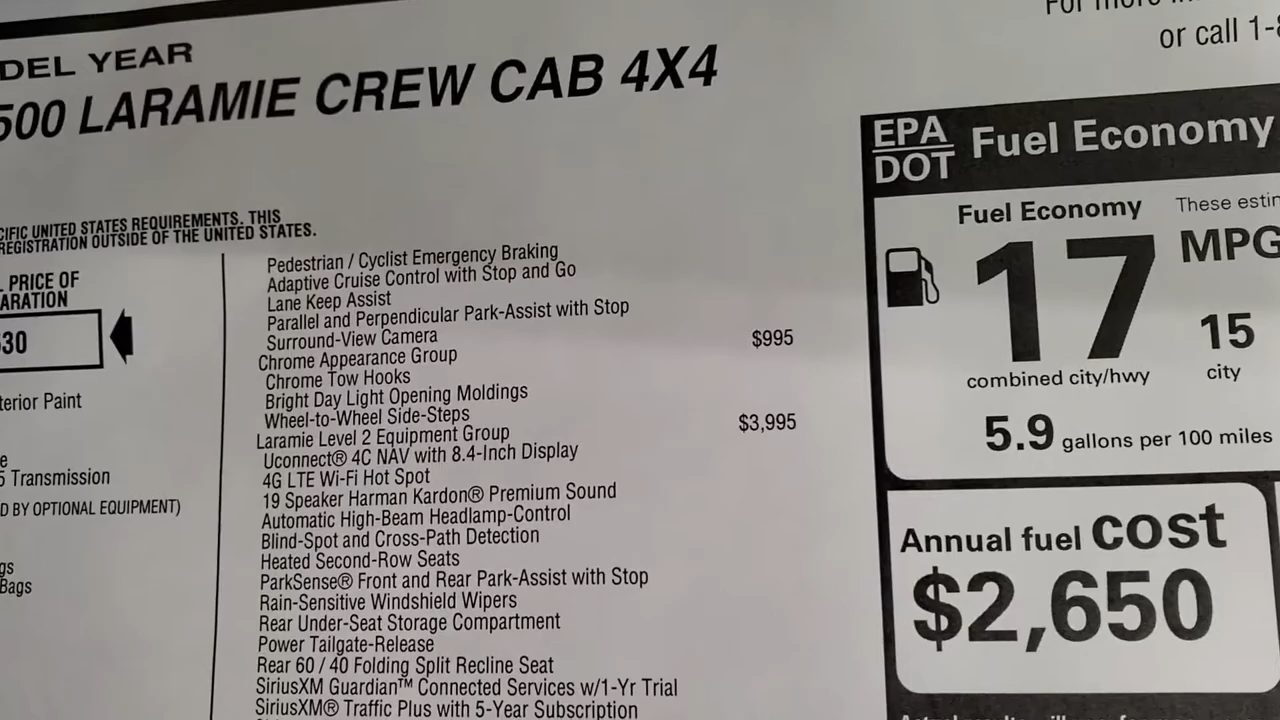 DEL YEAR
500 LARAMIE CREW CAB 4X4
For more
or call 1-8
CIFIC UNITED STATES REQUIREMENTS. THIS
REGISTRATION OUTSIDE OF THE UNITED STATES.
L PRICE OF
ARATION
30
terior Paint
e
5 Transmission
D BY OPTIONAL EQUIPMENT)
gs
Bags
Pedestrian / Cyclist Emergency Braking
Adaptive Cruise Control with Stop and Go
Lane Keep Assist
Parallel and Perpendicular Park-Assist with Stop
Surround-View Camera
Chrome Appearance Group $995
Chrome Tow Hooks
Bright Day Light Opening Moldings
Wheel-to-Wheel Side-Steps
Laramie Level 2 Equipment Group $3,995
Uconnect® 4C NAV with 8.4-Inch Display
4G LTE Wi-Fi Hot Spot
19 Speaker Harman Kardon® Premium Sound
Automatic High-Beam Headlamp-Control
Blind-Spot and Cross-Path Detection
Heated Second-Row Seats
ParkSense® Front and Rear Park-Assist with Stop
Rain-Sensitive Windshield Wipers
Rear Under-Seat Storage Compartment
Power Tailgate-Release
Rear 60 / 40 Folding Split Recline Seat
SiriusXM Guardian™ Connected Services w/1-Yr Trial
SiriusXM® Traffic Plus with 5-Year Subscription
EPA
DOT Fuel Economy
Fuel Economy
These estim
17 MPG
15
city
combined city/hwy
5.9 gallons per 100 miles
Annual fuel cost
$2,650